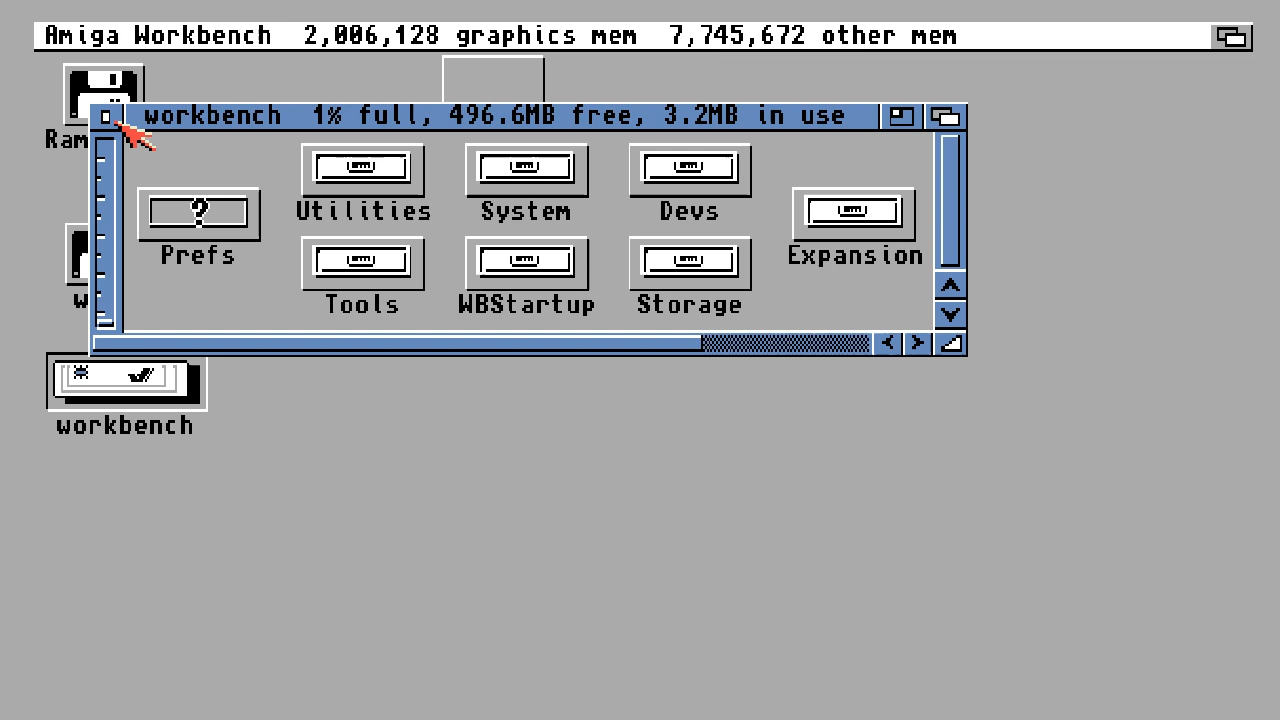 Amiga Workbench 2,006,128 graphics mem 7,745,672 other mem
Ram
workbench 1% full, 496.6MB free, 3.2MB in use
Utilities System Devs
Prefs Expansion
Tools WBStartup Storage
workbench